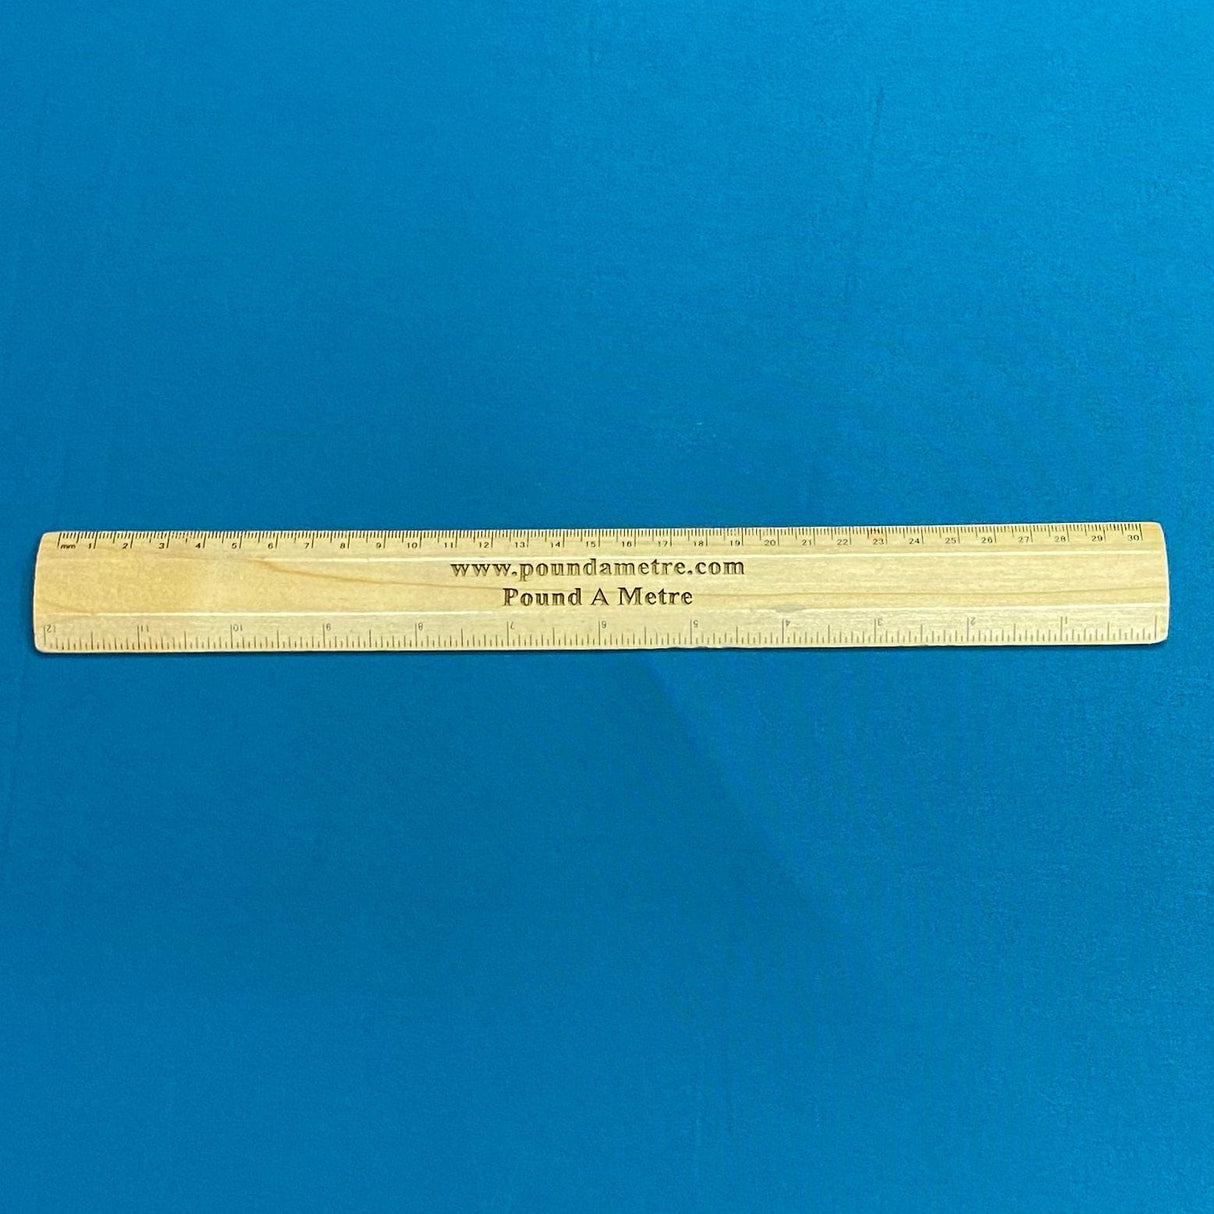 mm 1 2 3 4 5 6 7 8 9 10 11 12 13 14 15 16 17 18 19 20 21 22 23 24 25 26 27 28 29 30
www.poundametre.com
Pound A Metre
12 11 10 9 8 7 6 5 4 3 2 1